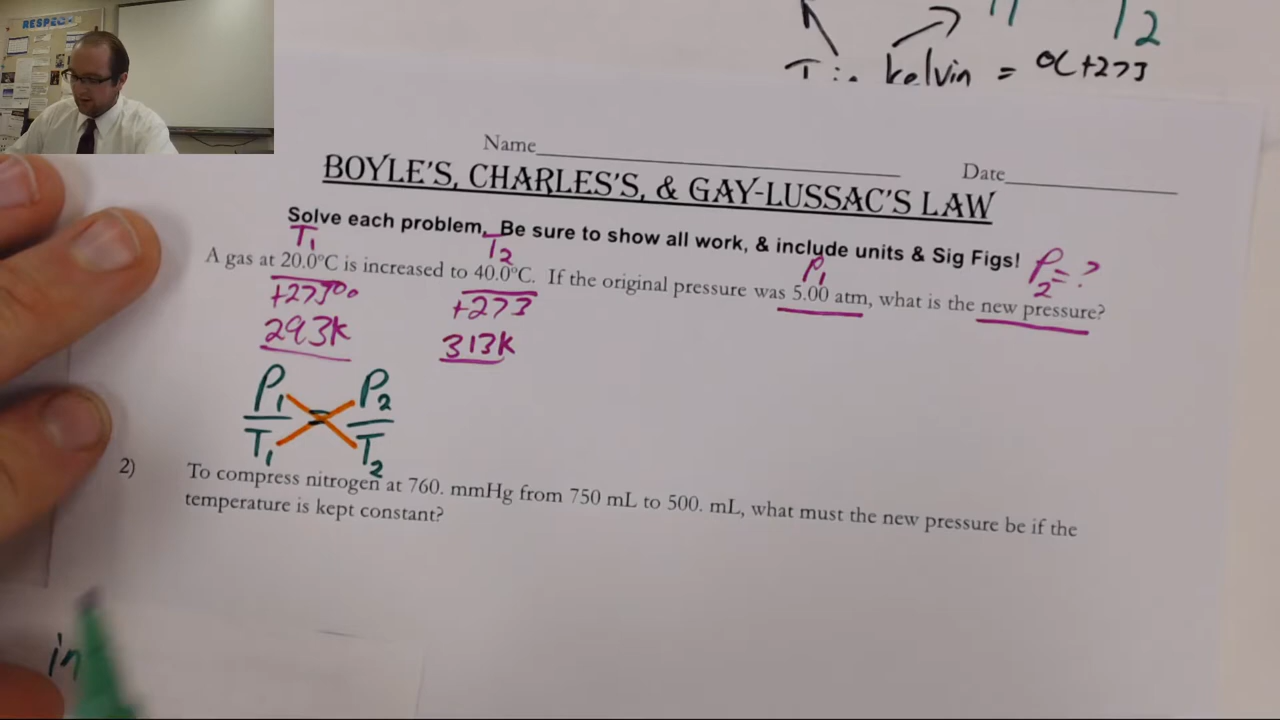 RESPECT
T1 T2
T in kelvin = °C+273
Name Date
BOYLE'S, CHARLES'S, & GAY-LUSSAC'S LAW
Solve each problem, Be sure to show all work, & include units & Sig Figs!
T1 T2 P1 P2=?
A gas at 20.0°C is increased to 40.0°C. If the original pressure was 5.00 atm, what is the new pressure?
+273 +273
293K 313K
P1 = P2
T1 T2
2) To compress nitrogen at 760. mmHg from 750 mL to 500. mL, what must the new pressure be if the
temperature is kept constant?